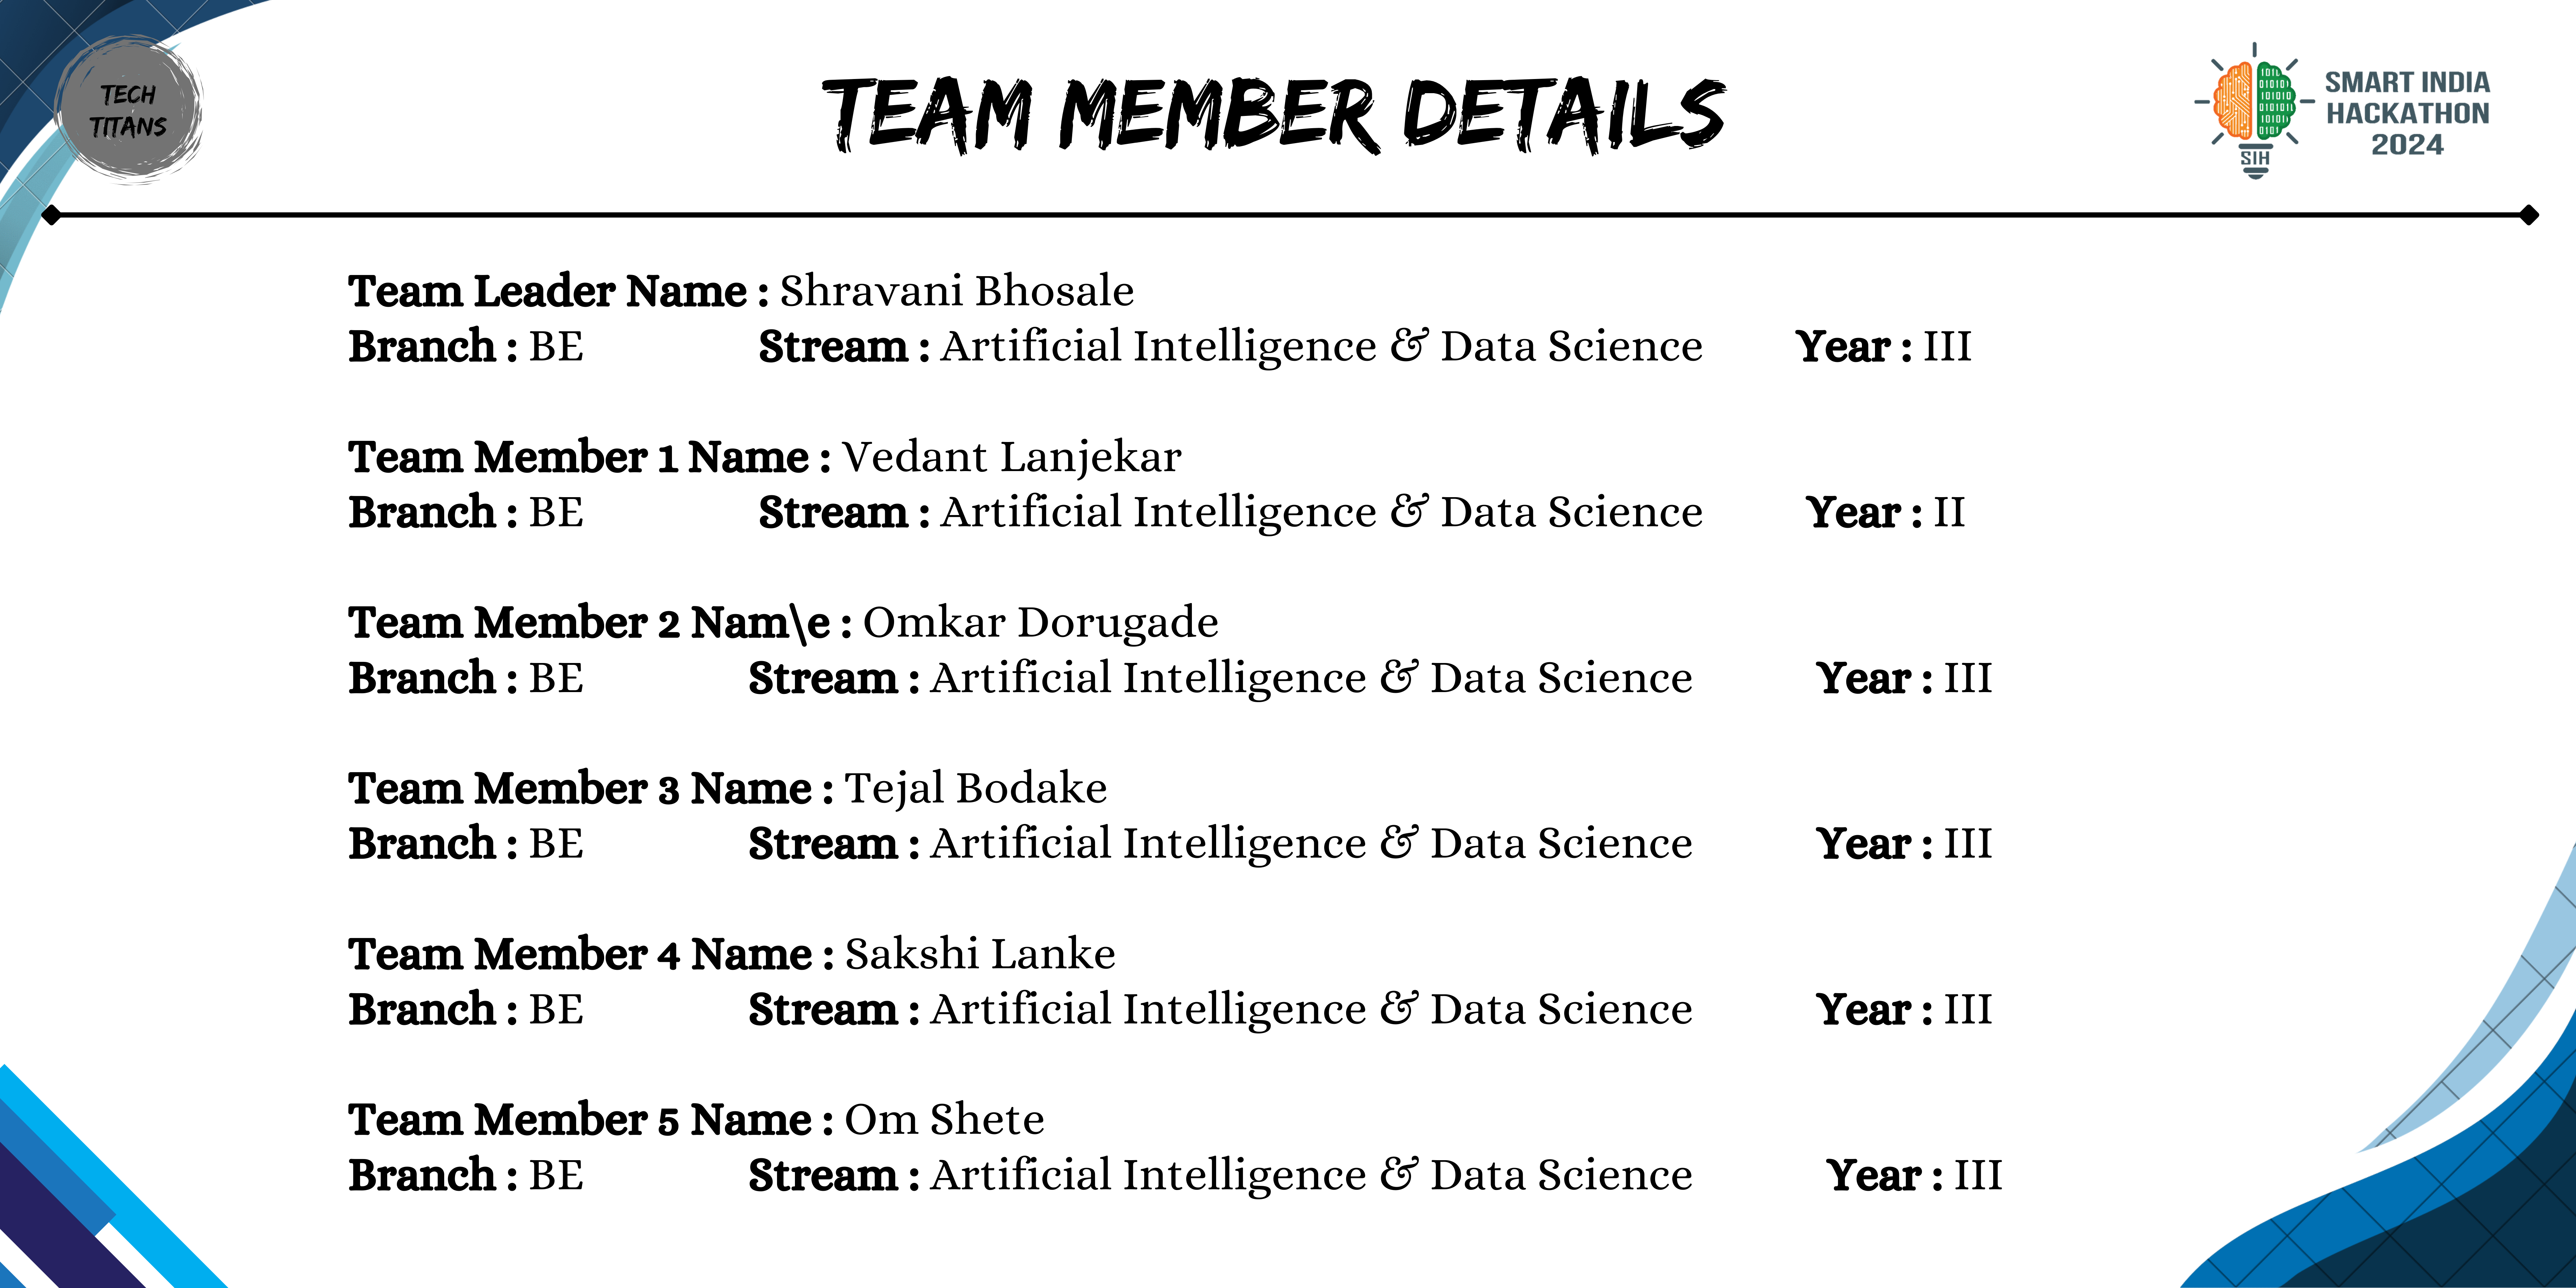 TECH
TITANS
TEAM MEMBER DETAILS
SMART INDIA
HACKATHON
2024
SIH
Team Leader Name : Shravani Bhosale
Branch : BE Stream : Artificial Intelligence & Data Science Year : III
Team Member 1 Name : Vedant Lanjekar
Branch : BE Stream : Artificial Intelligence & Data Science Year : II
Team Member 2 Nam\e : Omkar Dorugade
Branch : BE Stream : Artificial Intelligence & Data Science Year : III
Team Member 3 Name : Tejal Bodake
Branch : BE Stream : Artificial Intelligence & Data Science Year : III
Team Member 4 Name : Sakshi Lanke
Branch : BE Stream : Artificial Intelligence & Data Science Year : III
Team Member 5 Name : Om Shete
Branch : BE Stream : Artificial Intelligence & Data Science Year : III